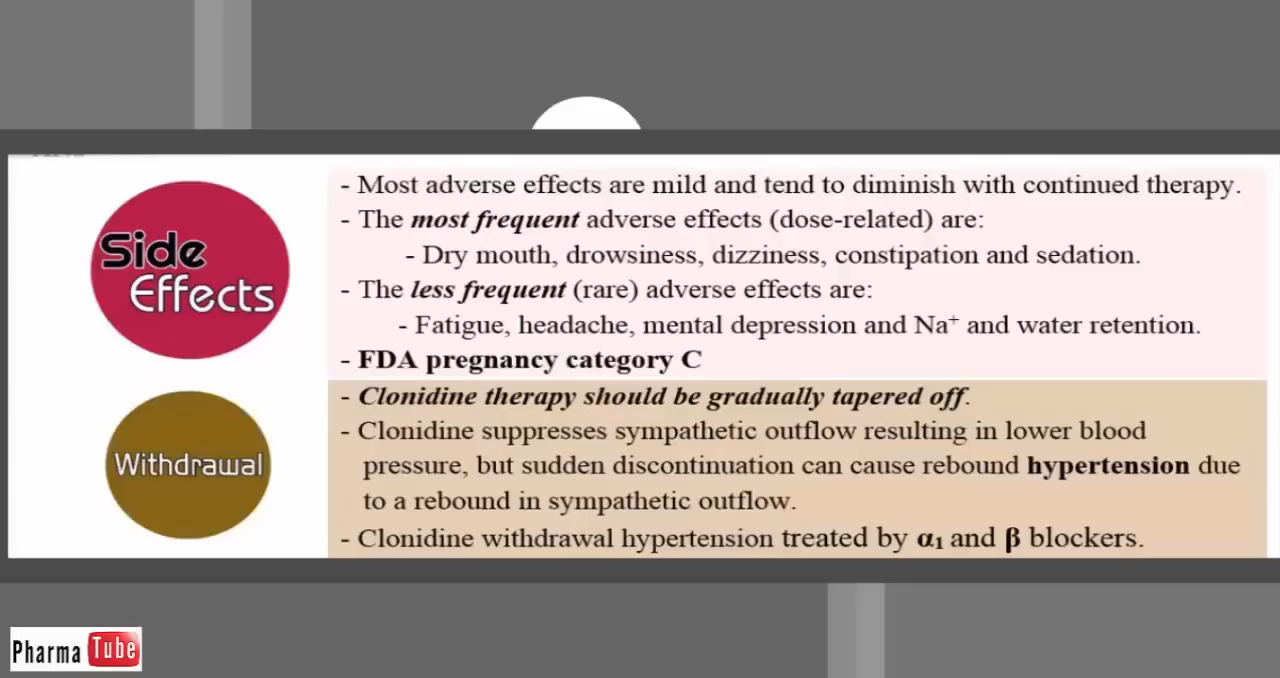 Side
Effects
- Most adverse effects are mild and tend to diminish with continued therapy.
- The most frequent adverse effects (dose-related) are:
- Dry mouth, drowsiness, dizziness, constipation and sedation.
- The less frequent (rare) adverse effects are:
- Fatigue, headache, mental depression and Na⁺ and water retention.
- FDA pregnancy category C
Withdrawal
- Clonidine therapy should be gradually tapered off.
- Clonidine suppresses sympathetic outflow resulting in lower blood
pressure, but sudden discontinuation can cause rebound hypertension due
to a rebound in sympathetic outflow.
- Clonidine withdrawal hypertension treated by α₁ and β blockers.
Pharma Tube